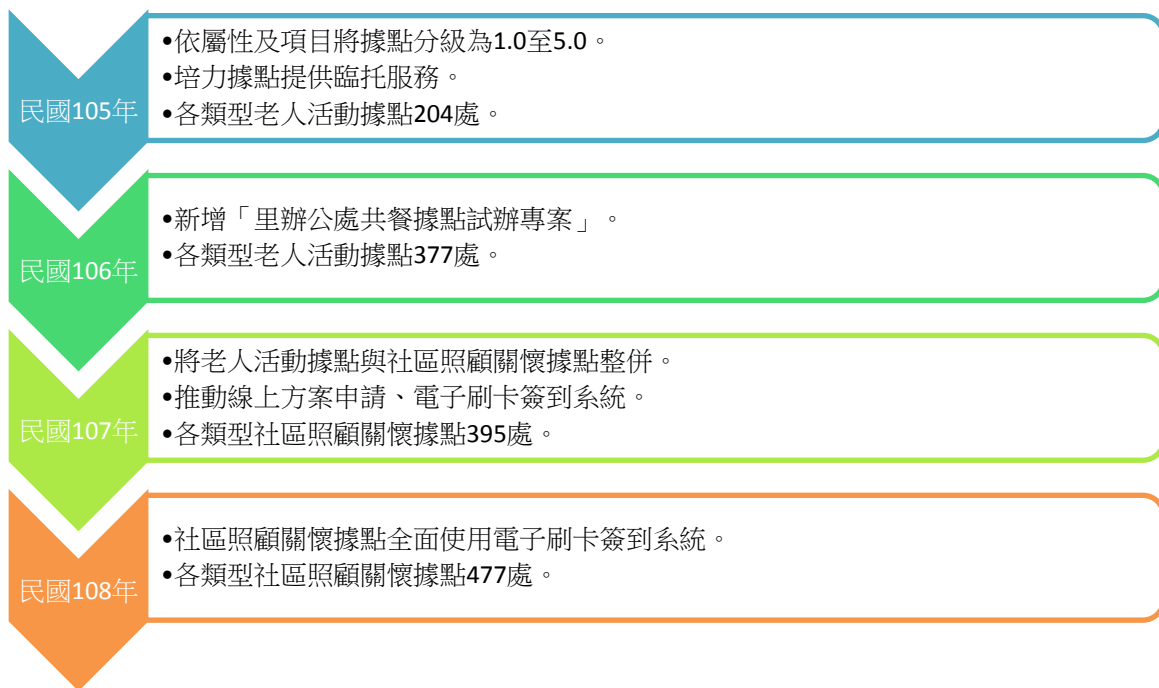 民國105年
•依屬性及項目將據點分級為1.0至5.0。
•培力據點提供臨托服務。
•各類型老人活動據點204處。
民國106年
•新增「里辦公處共餐據點試辦專案」。
•各類型老人活動據點377處。
民國107年
•將老人活動據點與社區照顧關懷據點整併。
•推動線上方案申請、電子刷卡簽到系統。
•各類型社區照顧關懷據點395處。
民國108年
•社區照顧關懷據點全面使用電子刷卡簽到系統。
•各類型社區照顧關懷據點477處。